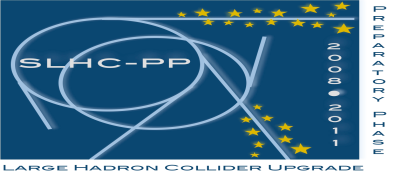 SLHC-PP
2008•2011
PREPARATORY PHASE
LARGE HADRON COLLIDER UPGRADE